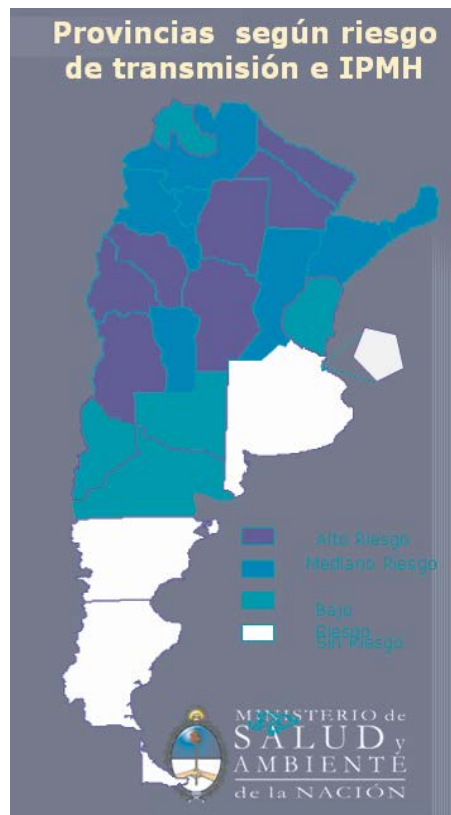 Provincias según riesgo
de transmisión e IPMH
Alto Riesgo
Mediano Riesgo
Bajo
Riesgo
Sin Riesgo
MINISTERIO de
SALUD y
AMBIENTE
de la NACIÓN